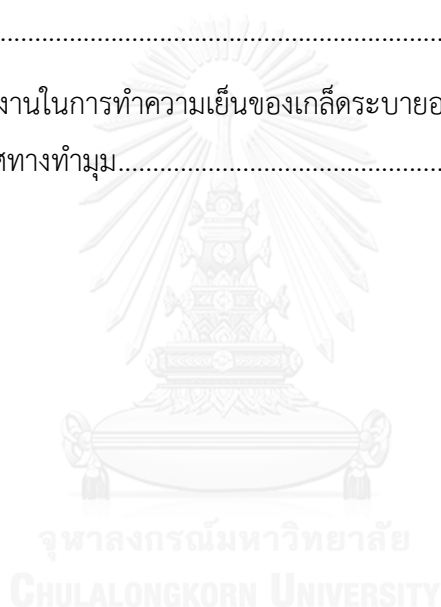 ......................................................
งานในการทำความเย็นของเกล็ดระบายอ
ศทางทำมุม.......................................
จุฬาลงกรณ์มหาวิทยาลัย
CHULALONGKORN UNIVERSITY